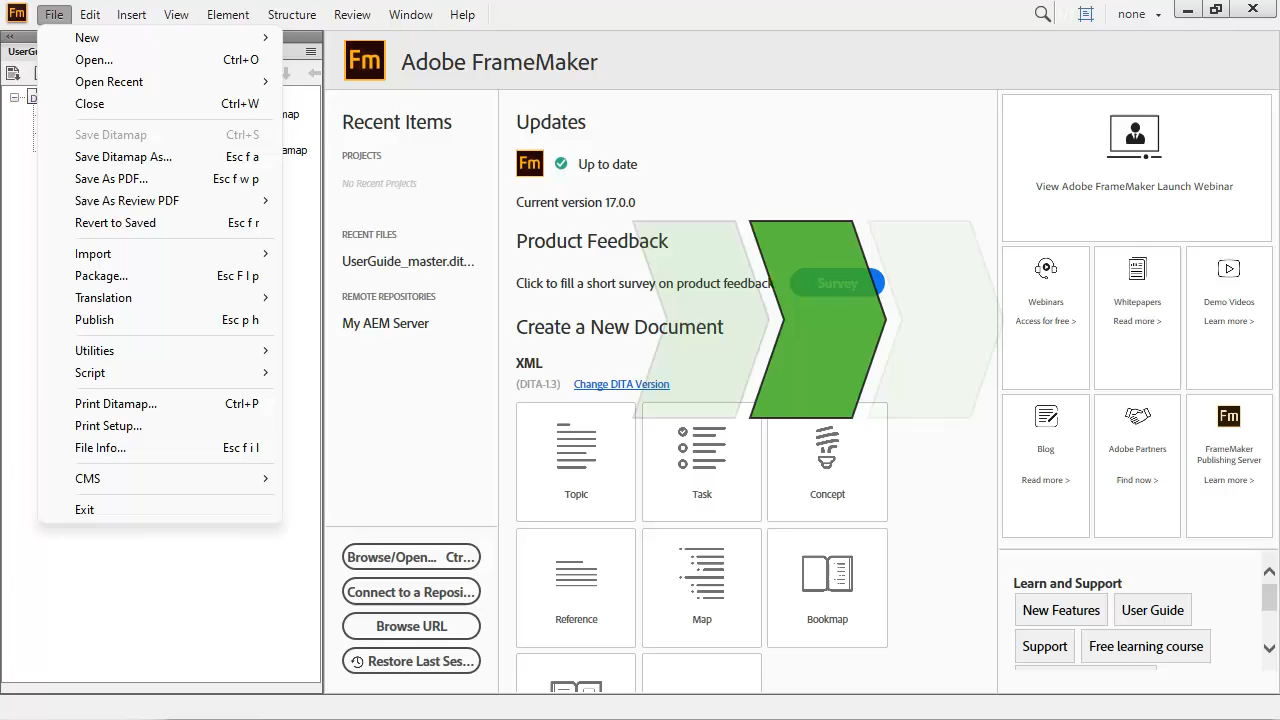 Fm File Edit Insert View Element Structure Review Window Help none
UserGu
New
Open... Ctrl+O
Open Recent
Close Ctrl+W
Save Ditamap Ctrl+S
Save Ditamap As... Esc f a
Save As PDF... Esc f w p
Save As Review PDF
Revert to Saved Esc f r
Import
Package... Esc F l p
Translation
Publish Esc p h
Utilities
Script
Print Ditamap... Ctrl+P
Print Setup...
File Info... Esc f i l
CMS
Exit
map
amap
Fm Adobe FrameMaker
Recent Items
PROJECTS
No Recent Projects
RECENT FILES
UserGuide_master.dit...
REMOTE REPOSITORIES
My AEM Server
Browse/Open... Ctr...
Connect to a Reposi...
Browse URL
Restore Last Ses...
Updates
Fm Up to date
Current version 17.0.0
Product Feedback
Click to fill a short survey on product feedback Survey
Create a New Document
XML
(DITA-1.3) Change DITA Version
Topic Task Concept
Reference Map Bookmap
View Adobe FrameMaker Launch Webinar
Webinars Whitepapers Demo Videos
Access for free > Read more > Learn more >
Fm
Blog Adobe Partners FrameMaker
Publishing Server
Read more > Find now > Learn more >
Learn and Support
New Features User Guide
Support Free learning course